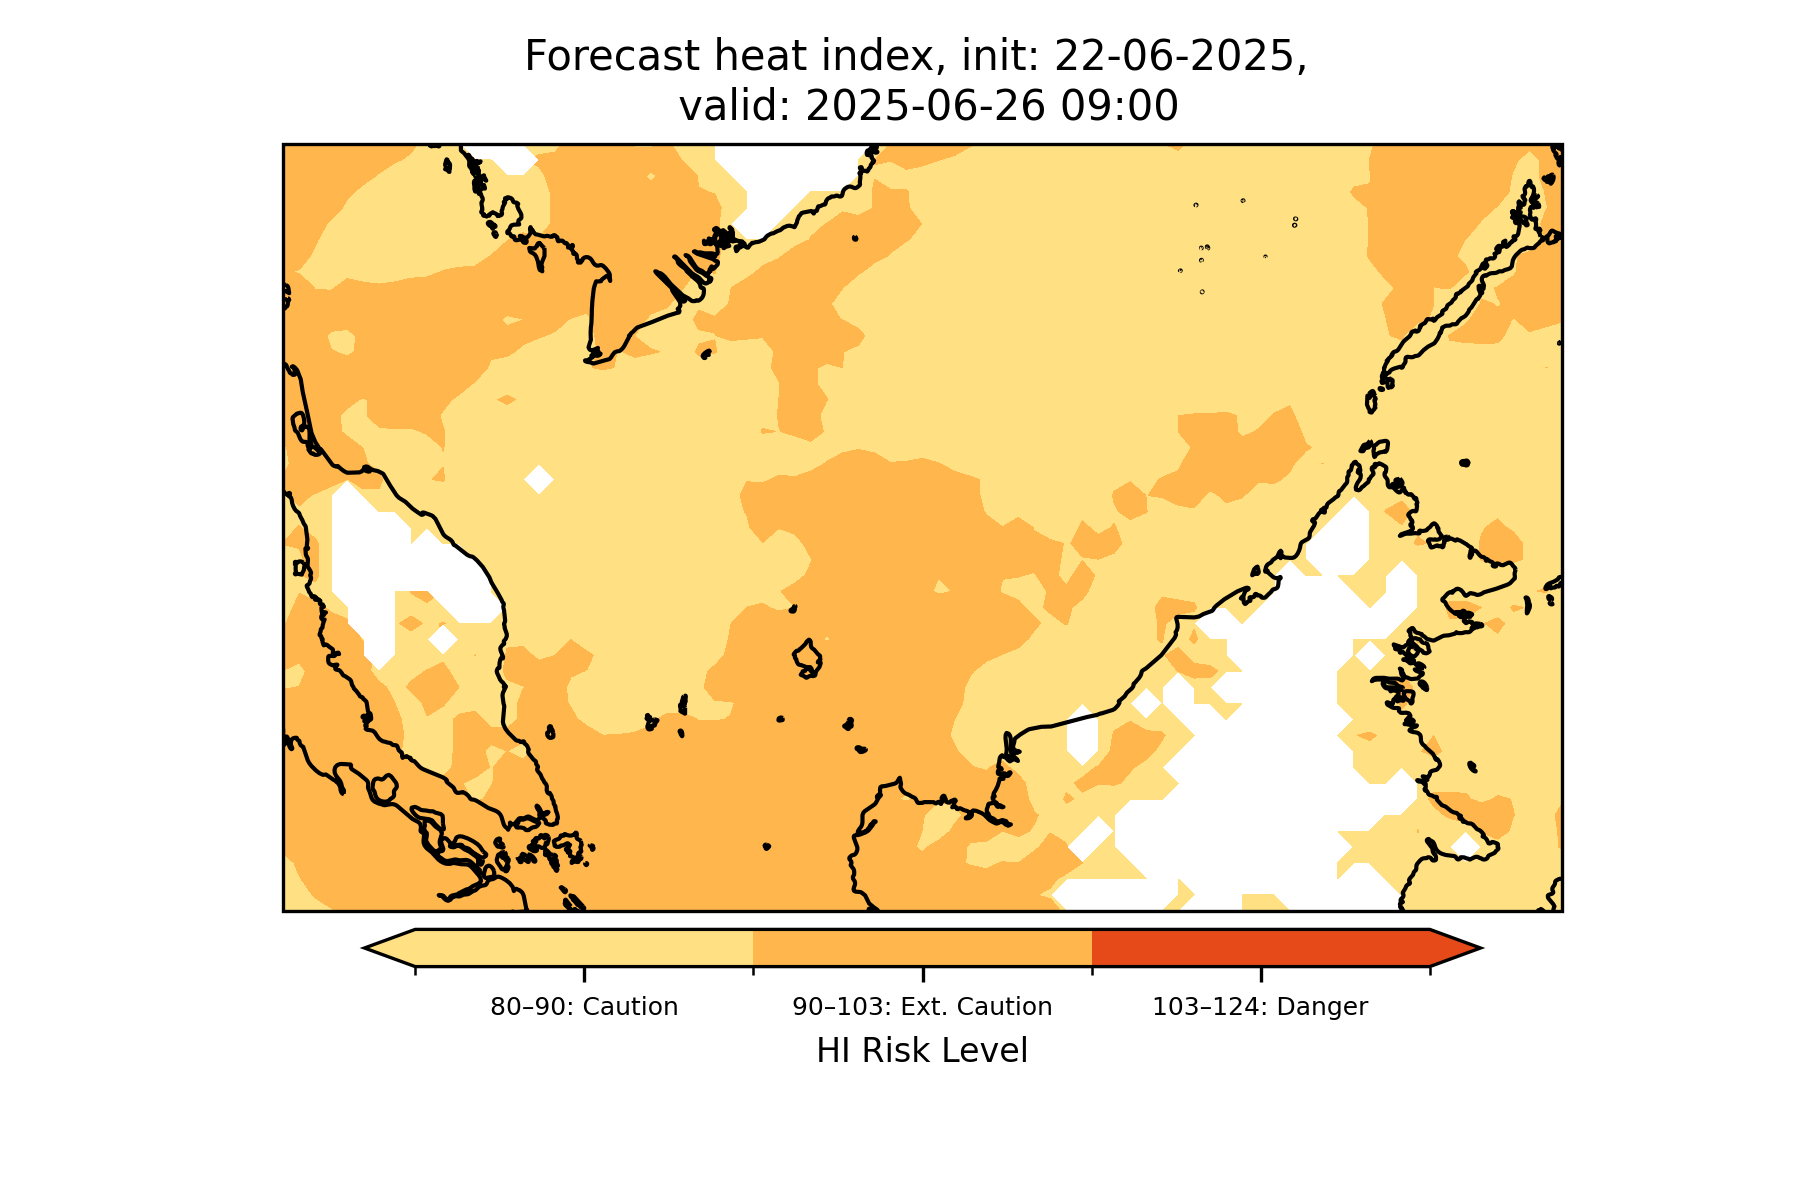 Forecast heat index, init: 22-06-2025,
valid: 2025-06-26 09:00
80–90: Caution
90–103: Ext. Caution
103–124: Danger
HI Risk Level